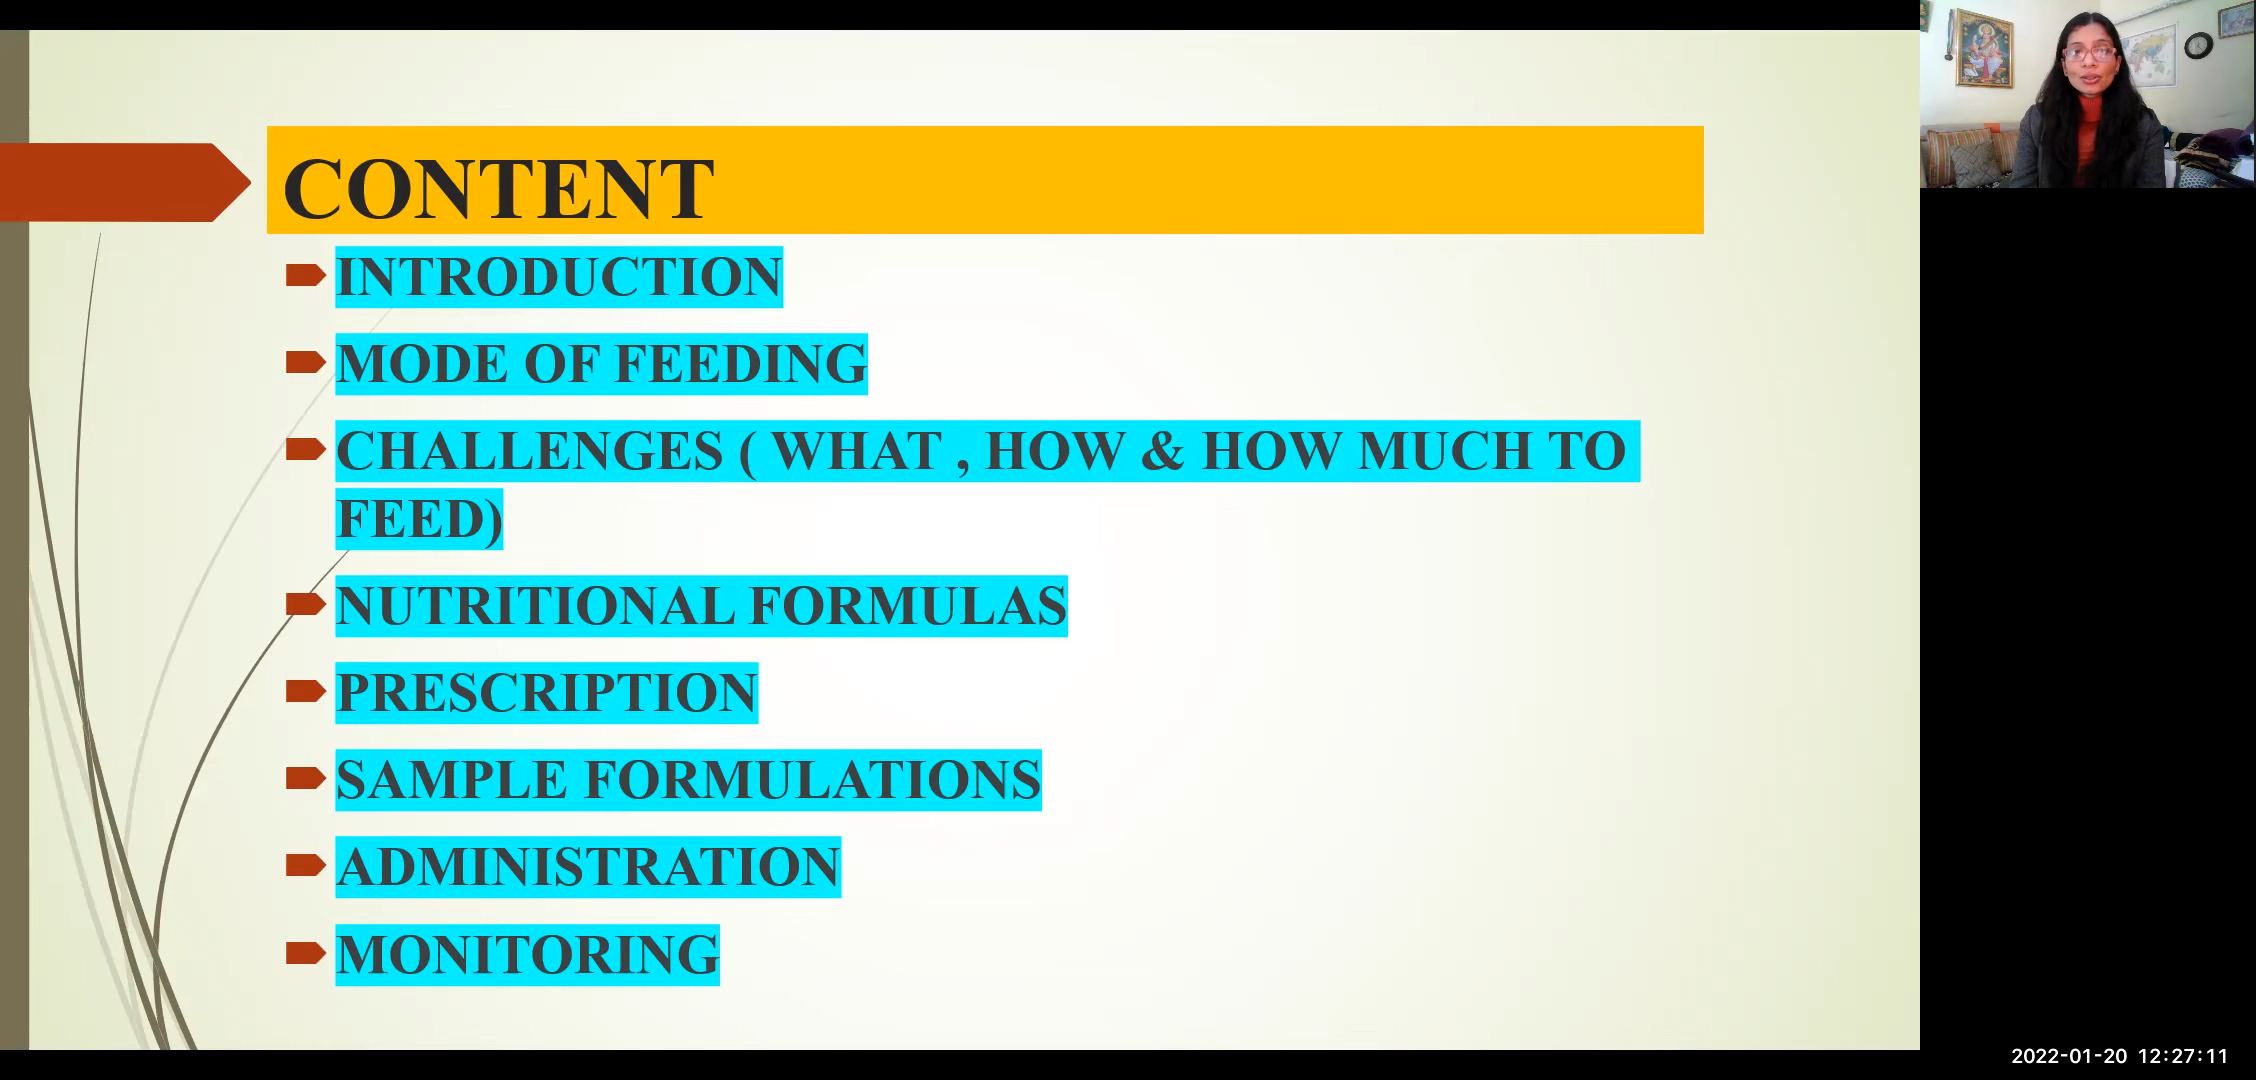 CONTENT
INTRODUCTION
MODE OF FEEDING
CHALLENGES ( WHAT , HOW & HOW MUCH TO
FEED)
NUTRITIONAL FORMULAS
PRESCRIPTION
SAMPLE FORMULATIONS
ADMINISTRATION
MONITORING
2022-01-20 12:27:11